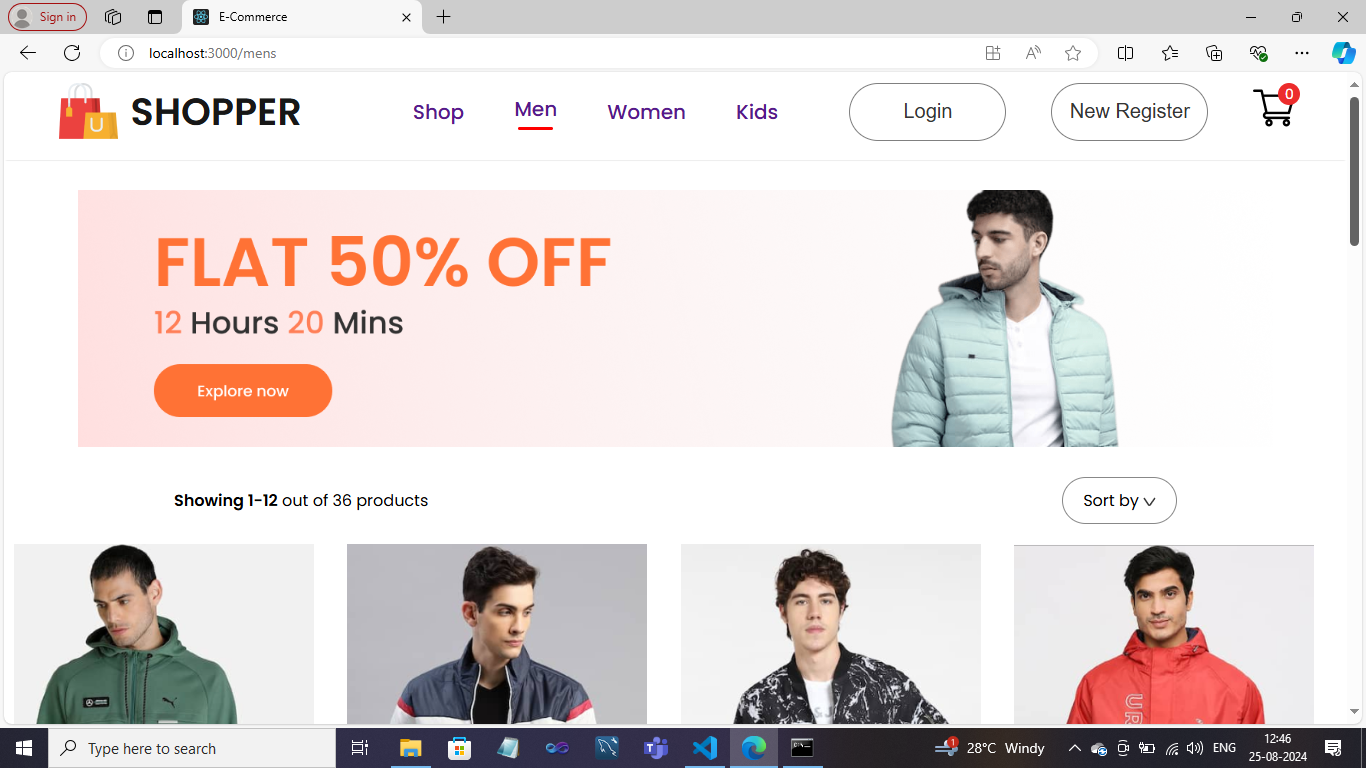 Sign in
E-Commerce
localhost:3000/mens
U
SHOPPER
Shop
Men
Women
Kids
Login
New Register
0
FLAT 50% OFF
12 Hours 20 Mins
Explore now
Showing 1-12 out of 36 products
Sort by
UR
Type here to search
1
28°C Windy
ENG
12:46
25-08-2024